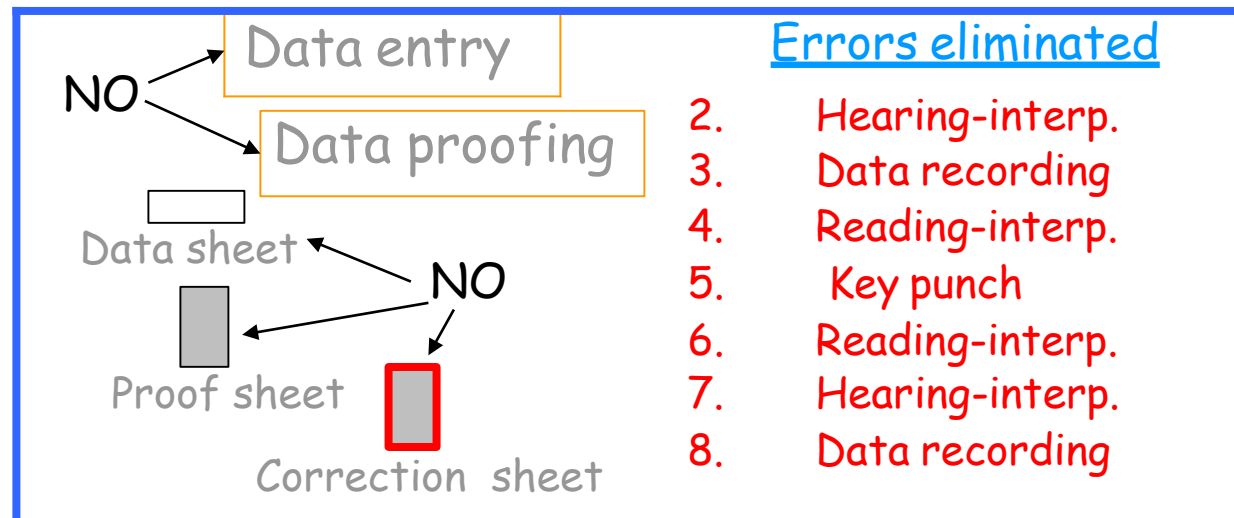 Data entry
NO
Data proofing
Data sheet
NO
Proof sheet
Correction sheet
Errors eliminated
2. Hearing-interp.
3. Data recording
4. Reading-interp.
5. Key punch
6. Reading-interp.
7. Hearing-interp.
8. Data recording